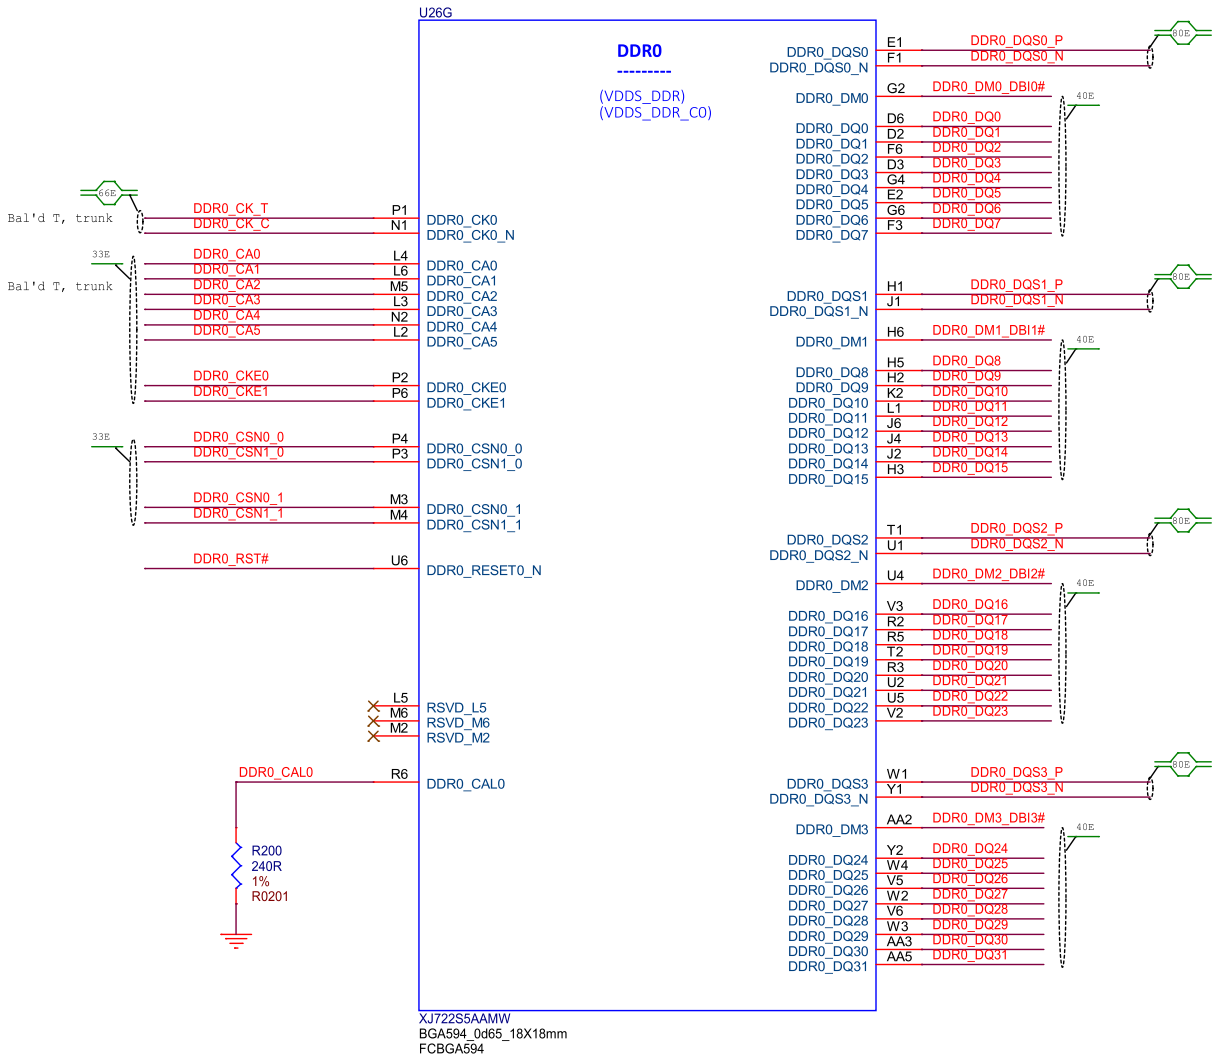 U26G
DDR0
---------
(VDDS_DDR)
(VDDS_DDR_C0)
66E
Bal'd T, trunk
DDR0_CK_T P1 DDR0_CK0
DDR0_CK_C N1 DDR0_CK0_N
33E
Bal'd T, trunk
DDR0_CA0 L4 DDR0_CA0
DDR0_CA1 L6 DDR0_CA1
DDR0_CA2 M5 DDR0_CA2
DDR0_CA3 L3 DDR0_CA3
DDR0_CA4 N2 DDR0_CA4
DDR0_CA5 L2 DDR0_CA5
DDR0_CKE0 P2 DDR0_CKE0
DDR0_CKE1 P6 DDR0_CKE1
33E
DDR0_CSN0_0 P4 DDR0_CSN0_0
DDR0_CSN1_0 P3 DDR0_CSN1_0
DDR0_CSN0_1 M3 DDR0_CSN0_1
DDR0_CSN1_1 M4 DDR0_CSN1_1
DDR0_RST# U6 DDR0_RESET0_N
L5 RSVD_L5
M6 RSVD_M6
M2 RSVD_M2
DDR0_CAL0 R6 DDR0_CAL0
R200
240R
1%
R0201
DDR0_DQS0 E1 DDR0_DQS0_P
DDR0_DQS0_N F1 DDR0_DQS0_N
80E
DDR0_DM0 G2 DDR0_DM0_DBI0#
40E
DDR0_DQ0 D6 DDR0_DQ0
DDR0_DQ1 D2 DDR0_DQ1
DDR0_DQ2 F6 DDR0_DQ2
DDR0_DQ3 D3 DDR0_DQ3
DDR0_DQ4 G4 DDR0_DQ4
DDR0_DQ5 E2 DDR0_DQ5
DDR0_DQ6 G6 DDR0_DQ6
DDR0_DQ7 F3 DDR0_DQ7
DDR0_DQS1 H1 DDR0_DQS1_P
DDR0_DQS1_N J1 DDR0_DQS1_N
80E
DDR0_DM1 H6 DDR0_DM1_DBI1#
40E
DDR0_DQ8 H5 DDR0_DQ8
DDR0_DQ9 H2 DDR0_DQ9
DDR0_DQ10 K2 DDR0_DQ10
DDR0_DQ11 L1 DDR0_DQ11
DDR0_DQ12 J6 DDR0_DQ12
DDR0_DQ13 J4 DDR0_DQ13
DDR0_DQ14 J2 DDR0_DQ14
DDR0_DQ15 H3 DDR0_DQ15
DDR0_DQS2 T1 DDR0_DQS2_P
DDR0_DQS2_N U1 DDR0_DQS2_N
80E
DDR0_DM2 U4 DDR0_DM2_DBI2#
40E
DDR0_DQ16 V3 DDR0_DQ16
DDR0_DQ17 R2 DDR0_DQ17
DDR0_DQ18 R5 DDR0_DQ18
DDR0_DQ19 T2 DDR0_DQ19
DDR0_DQ20 R3 DDR0_DQ20
DDR0_DQ21 U2 DDR0_DQ21
DDR0_DQ22 U5 DDR0_DQ22
DDR0_DQ23 V2 DDR0_DQ23
DDR0_DQS3 W1 DDR0_DQS3_P
DDR0_DQS3_N Y1 DDR0_DQS3_N
80E
DDR0_DM3 AA2 DDR0_DM3_DBI3#
40E
DDR0_DQ24 Y2 DDR0_DQ24
DDR0_DQ25 W4 DDR0_DQ25
DDR0_DQ26 V5 DDR0_DQ26
DDR0_DQ27 W2 DDR0_DQ27
DDR0_DQ28 V6 DDR0_DQ28
DDR0_DQ29 W3 DDR0_DQ29
DDR0_DQ30 AA3 DDR0_DQ30
DDR0_DQ31 AA5 DDR0_DQ31
XJ722S5AAMW
BGA594_0d65_18X18mm
FCBGA594